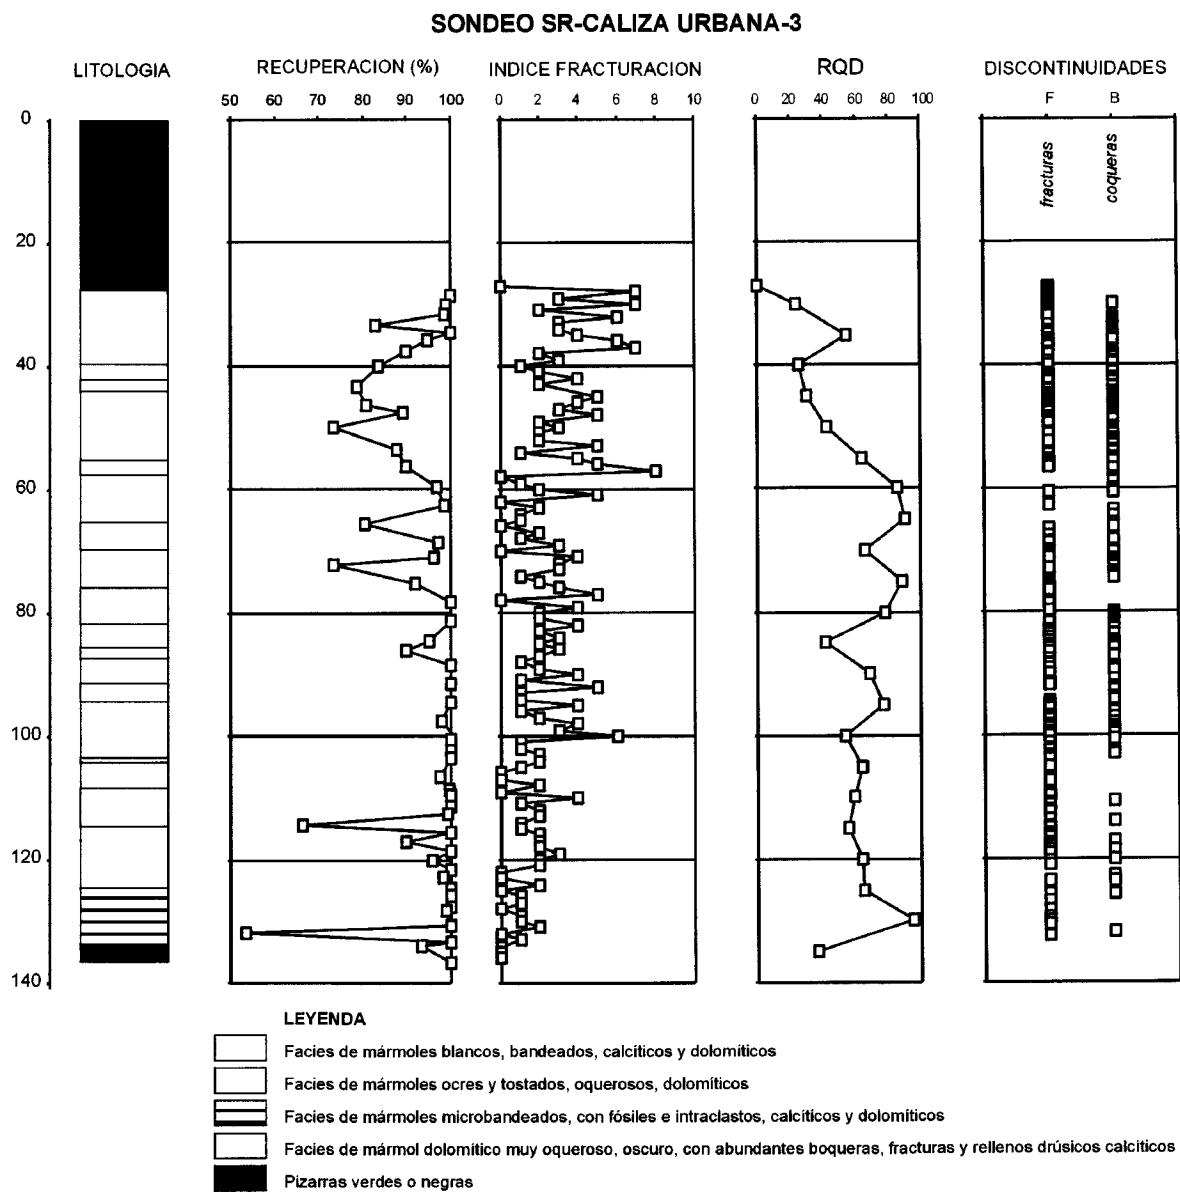 SONDEO SR-CALIZA URBANA-3
LITOLOGIA
RECUPERACION (%)
INDICE FRACTURACION
RQD
DISCONTINUIDADES
50 60 70 80 90 100
0 2 4 6 8 10
0 20 40 60 80 100
F B
0
20
40
60
80
100
120
140
fracturas
coqueras
LEYENDA
Facies de mármoles blancos, bandeados, calcíticos y dolomíticos
Facies de mármoles ocres y tostados, oquerosos, dolomíticos
Facies de mármoles microbandeados, con fósiles e intraclastos, calcíticos y dolomíticos
Facies de mármol dolomítico muy oqueroso, oscuro, con abundantes boqueras, fracturas y rellenos drúsicos calcíticos
Pizarras verdes o negras